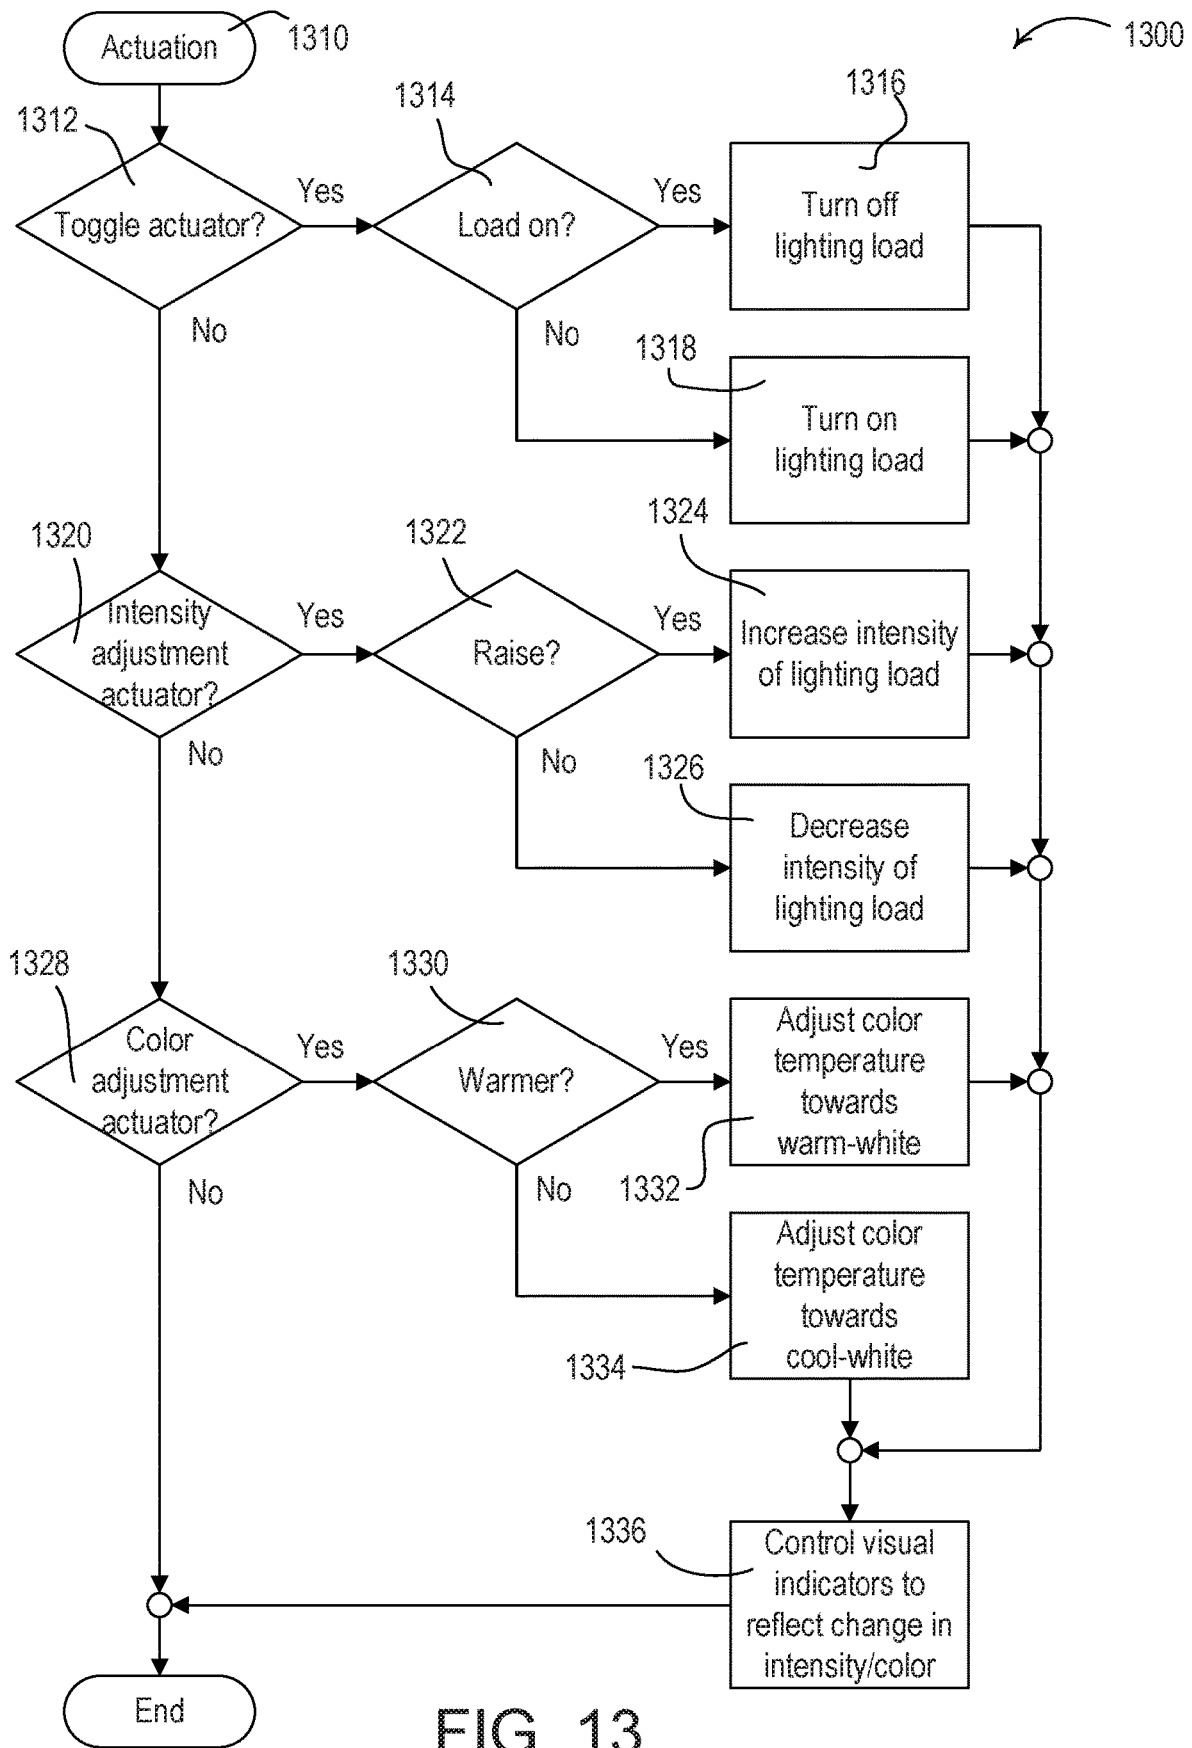 Actuation
1310
1300
1312
1314
1316
Toggle actuator?
Yes
Load on?
Yes
Turn off
lighting load
No
No
1318
Turn on
lighting load
1320
1322
1324
Intensity
adjustment
actuator?
Yes
Raise?
Yes
Increase intensity
of lighting load
No
No
1326
Decrease
intensity of
lighting load
1328
1330
Color
adjustment
actuator?
Yes
Warmer?
Yes
Adjust color
temperature
towards
warm-white
1332
No
No
Adjust color
temperature
towards
cool-white
1334
1336
Control visual
indicators to
reflect change in
intensity/color
End
FIG. 13